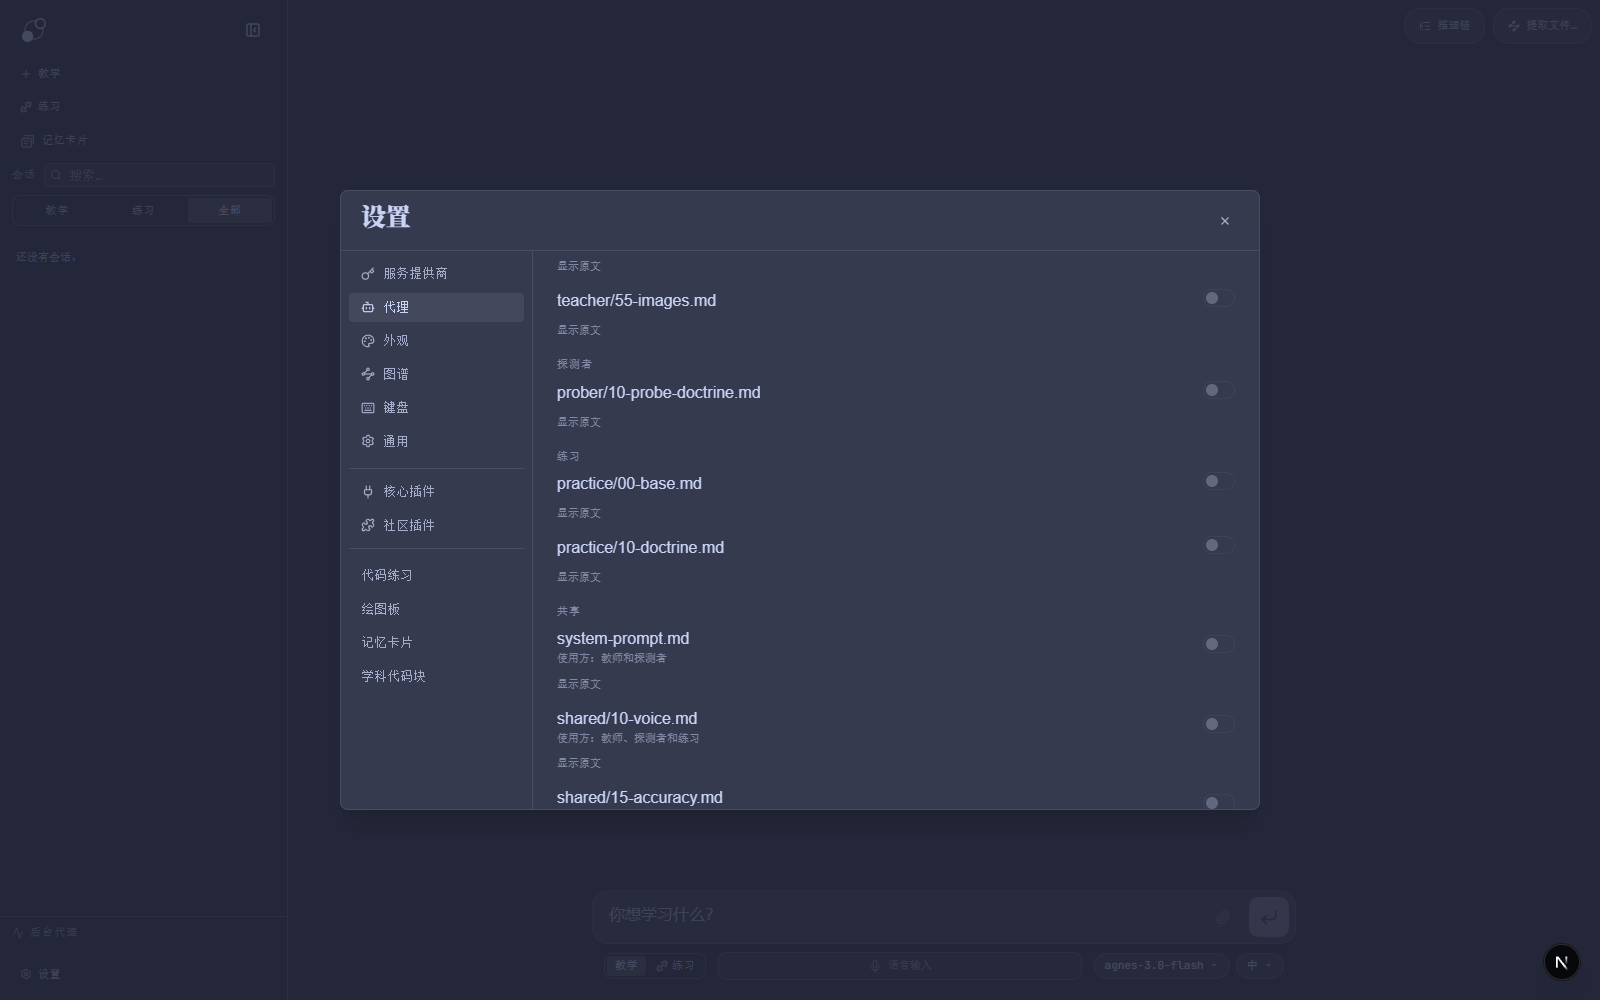 教学
练习
记忆卡片
会话
搜索...
教学
练习
全部
还没有会话。
后台代理
设置
推理链
提取文件...
设置
×
服务提供商
代理
外观
图谱
键盘
通用
核心插件
社区插件
代码练习
绘图板
记忆卡片
学科代码块
显示原文
teacher/55-images.md
显示原文
探测者
prober/10-probe-doctrine.md
显示原文
练习
practice/00-base.md
显示原文
practice/10-doctrine.md
显示原文
共享
system-prompt.md
使用方：教师和探测者
显示原文
shared/10-voice.md
使用方：教师、探测者和练习
显示原文
shared/15-accuracy.md
你想学习什么?
教学
练习
语音输入
agnes-3.0-flash
中
N